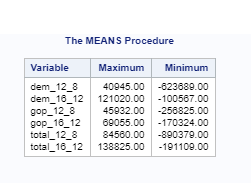 The MEANS Procedure
Variable Maximum Minimum
dem_12_8 40945.00 -623689.00
dem_16_12 121020.00 -100567.00
gop_12_8 45932.00 -256825.00
gop_16_12 69055.00 -170324.00
total_12_8 84560.00 -890379.00
total_16_12 138825.00 -191109.00